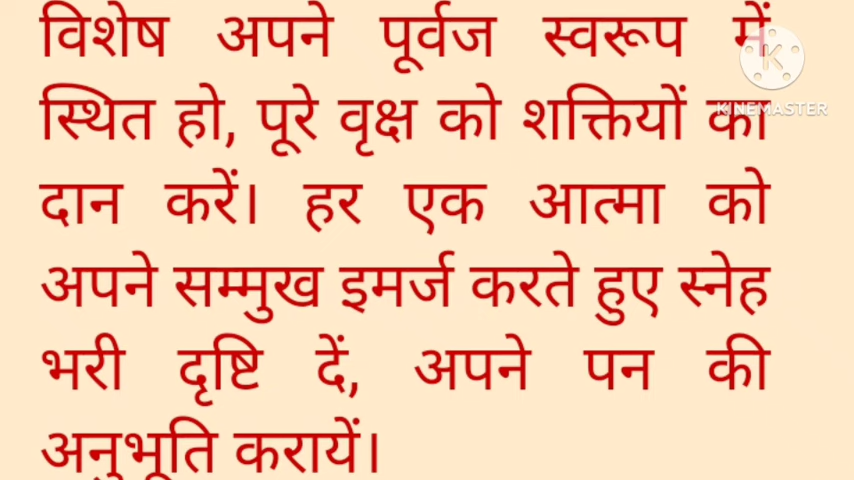 विशेष अपने पूर्वज स्वरूप में
KINEMASTER
स्थित हो, पूरे वृक्ष को शक्तियों का
दान करें। हर एक आत्मा को
अपने सम्मुख इमर्ज करते हुए स्नेह
भरी दृष्टि दें, अपने पन की
अनुभूति करायें।